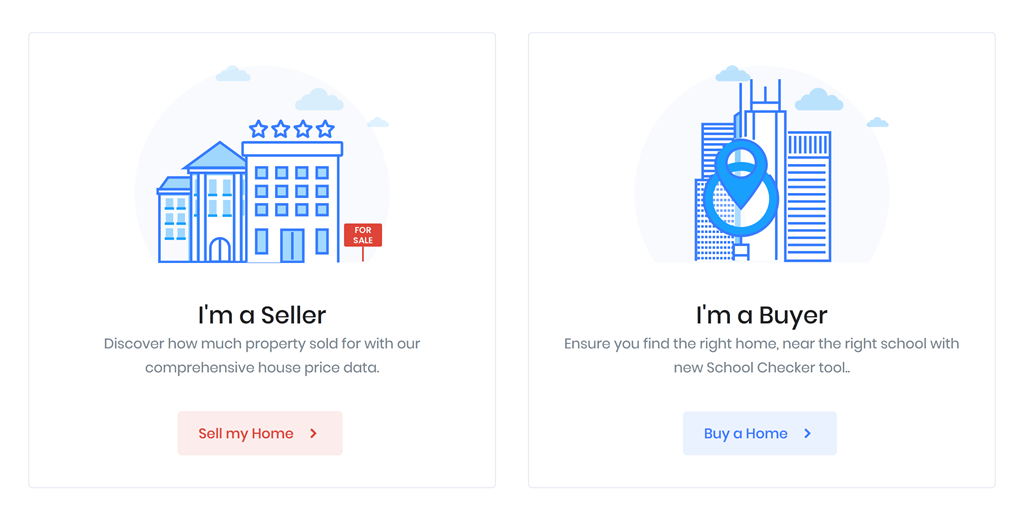 FOR
SALE
I'm a Seller
Discover how much property sold for with our
comprehensive house price data.
Sell my Home
I'm a Buyer
Ensure you find the right home, near the right school with
new School Checker tool..
Buy a Home